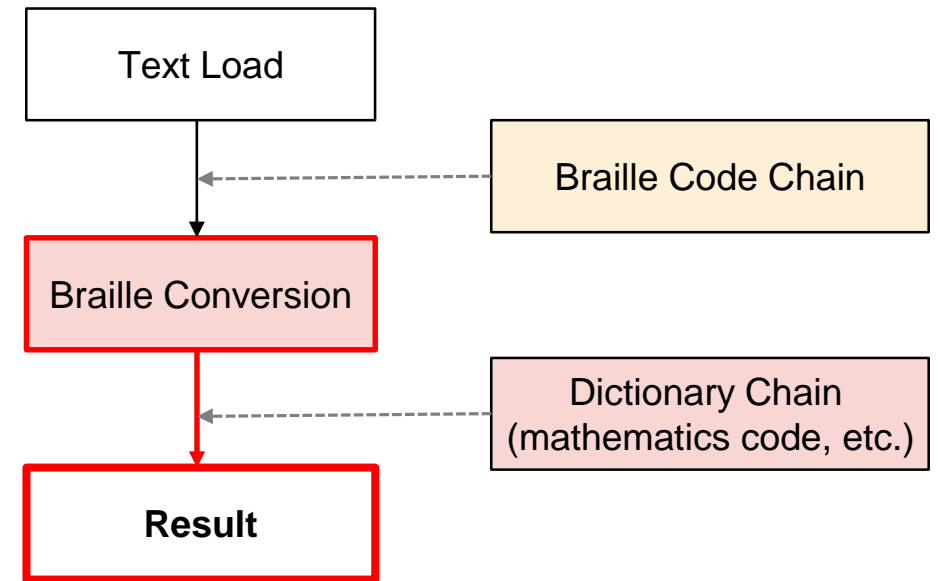 Text Load
Braille Code Chain
Braille Conversion
Dictionary Chain
(mathematics code, etc.)
Result